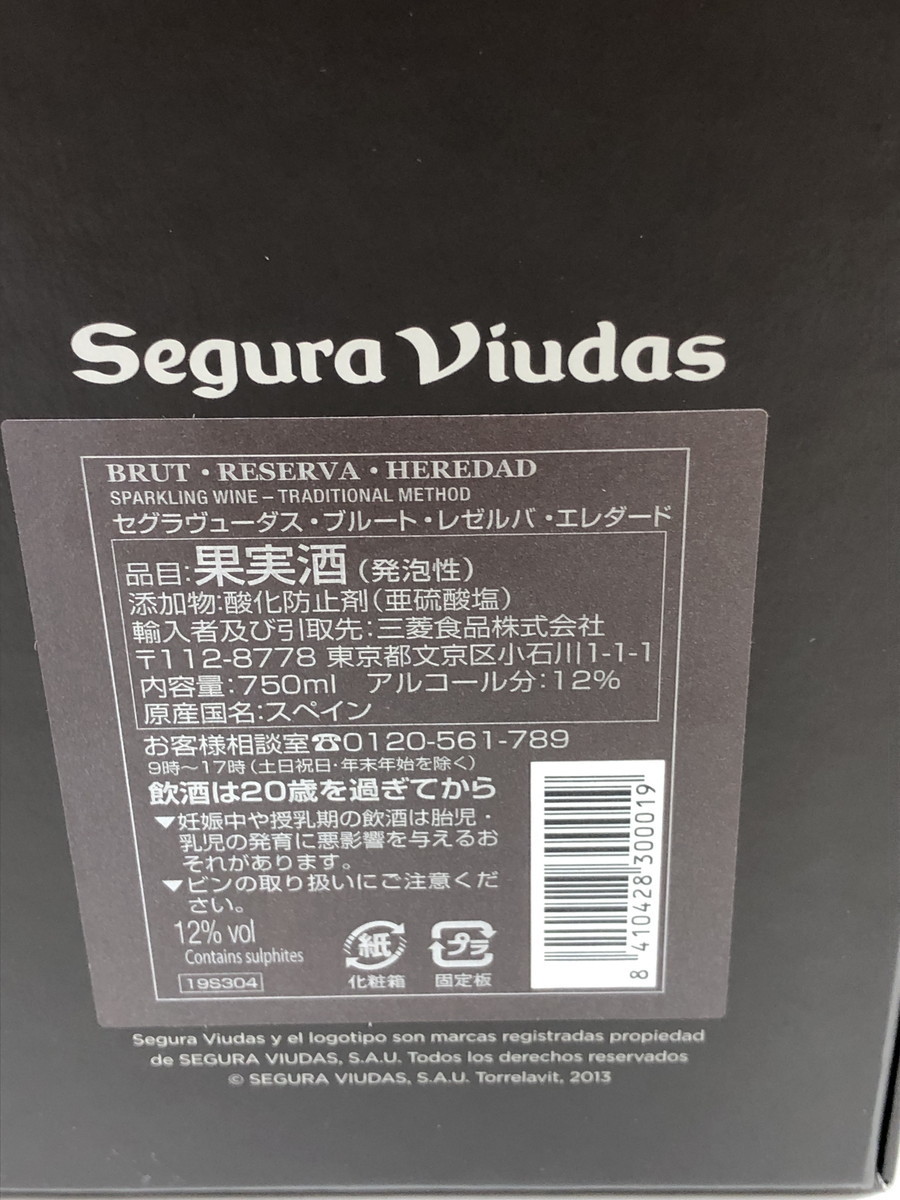 Segura Viudas
BRUT・RESERVA・HEREDAD
SPARKLING WINE – TRADITIONAL METHOD
セグラヴューダス・ブルート・レゼルバ・エレダード
品目:果実酒(発泡性)
添加物:酸化防止剤(亜硫酸塩)
輸入者及び引取先:三菱食品株式会社
〒112-8778 東京都文京区小石川1-1-1
内容量:750ml アルコール分:12%
原産国名:スペイン
お客様相談室☎0120-561-789
9時〜17時(土日祝日・年末年始を除く)
飲酒は20歳を過ぎてから
▼妊娠中や授乳期の飲酒は胎児・
乳児の発育に悪影響を与えるお
それがあります。
▼ビンの取り扱いにご注意くだ
さい。
12% vol
Contains sulphites
19S304
紙
化粧箱
プラ
固定板
8 410428 300019
Segura Viudas y el logotipo son marcas registradas propiedad
de SEGURA VIUDAS, S.A.U. Todos los derechos reservados
© SEGURA VIUDAS, S.A.U. Torrelavit, 2013